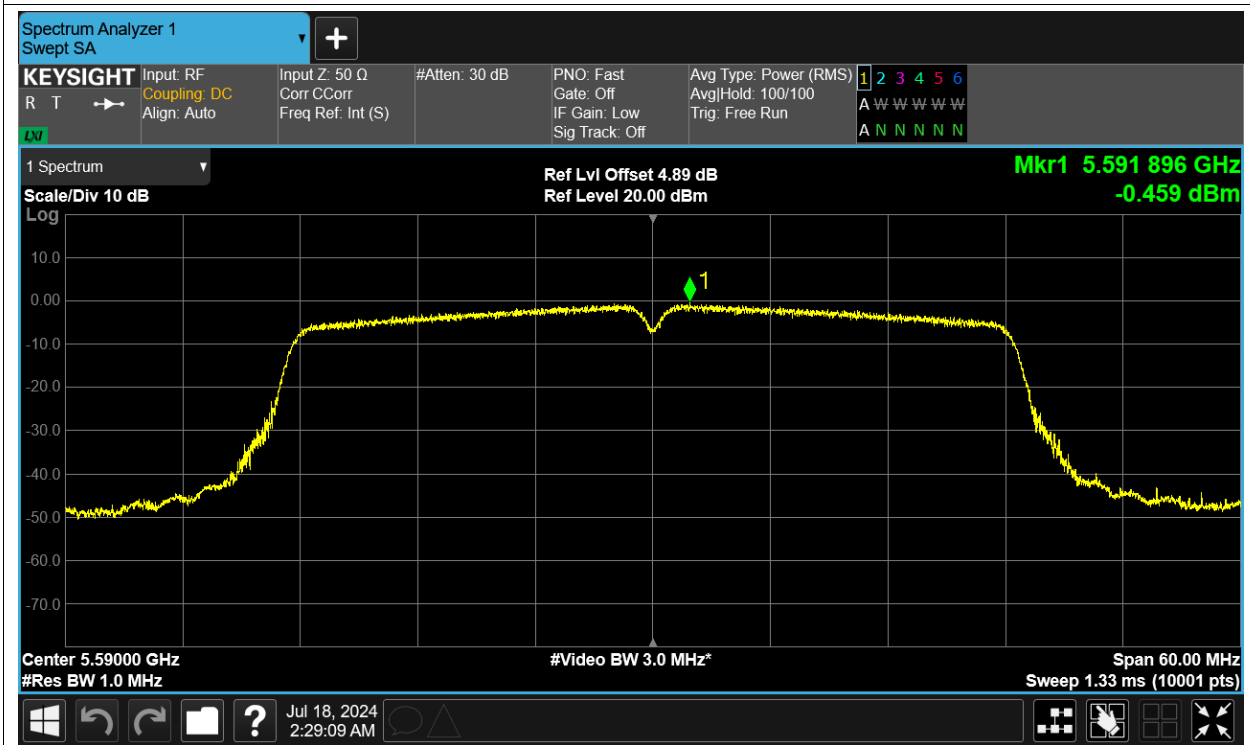 Spectrum Analyzer 1
Swept SA
KEYSIGHT
R T
LXI
Input: RF
Coupling: DC
Align: Auto
Input Z: 50 Ω
Corr CCorr
Freq Ref: Int (S)
#Atten: 30 dB
PNO: Fast
Gate: Off
IF Gain: Low
Sig Track: Off
Avg Type: Power (RMS)
Avg|Hold: 100/100
Trig: Free Run
1 2 3 4 5 6
A W W W W W
A N N N N N
1 Spectrum
Scale/Div 10 dB
Log
Ref Lvl Offset 4.89 dB
Ref Level 20.00 dBm
Mkr1 5.591 896 GHz
-0.459 dBm
10.0
0.00
-10.0
-20.0
-30.0
-40.0
-50.0
-60.0
-70.0
1
Center 5.59000 GHz
#Res BW 1.0 MHz
#Video BW 3.0 MHz*
Span 60.00 MHz
Sweep 1.33 ms (10001 pts)
?
Jul 18, 2024
2:29:09 AM